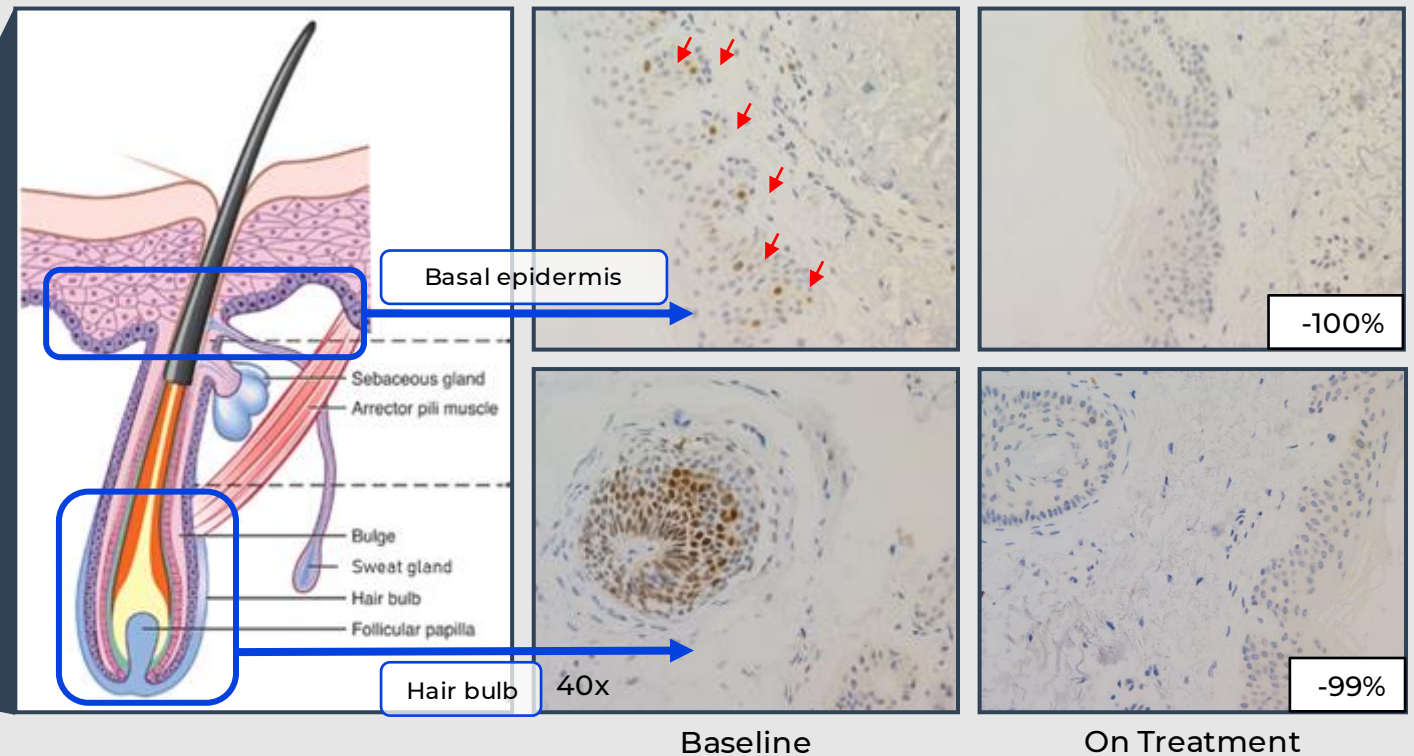 Basal epidermis
Sebaceous gland
Arrector pili muscle
Bulge
Sweat gland
Hair bulb
Follicular papilla
Hair bulb
40x
-100%
-99%
Baseline
On Treatment